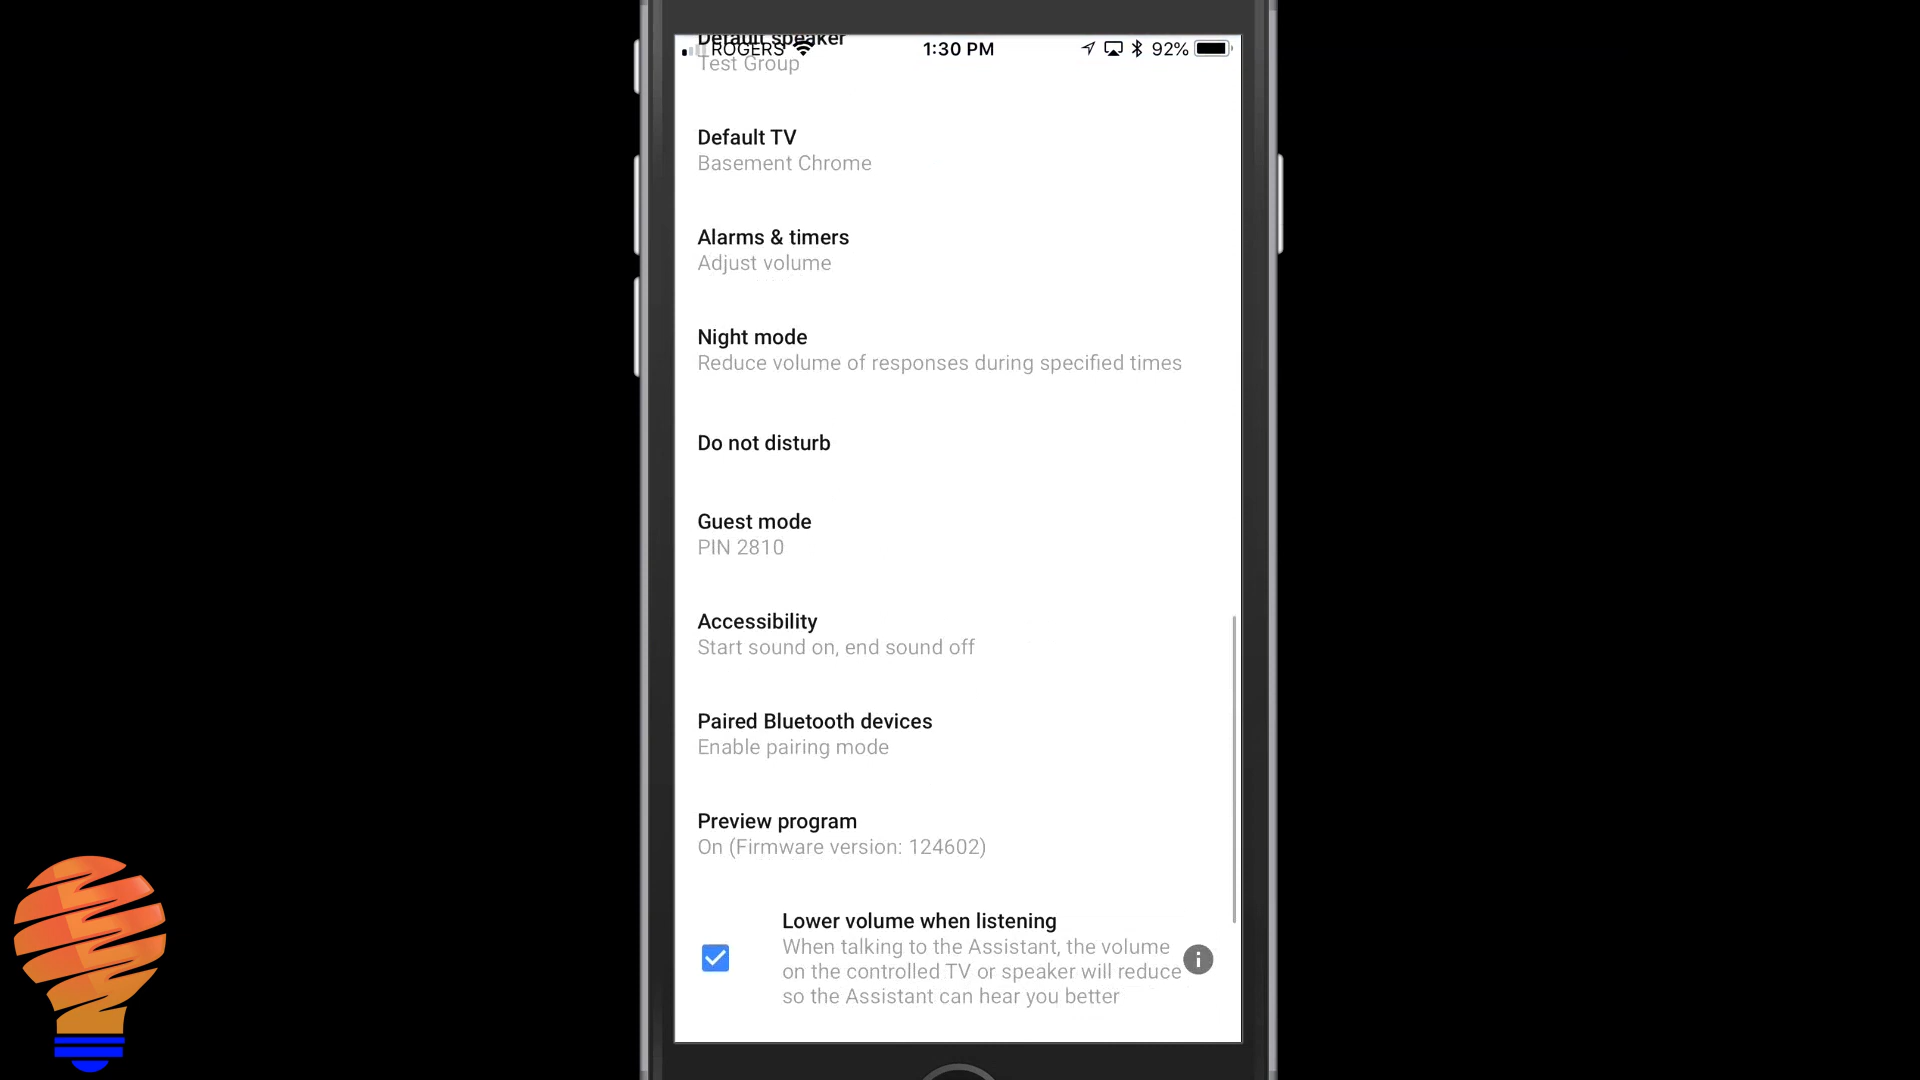 Default speaker
ROGERS 1:30 PM 92%
Test Group
Default TV
Basement Chrome
Alarms & timers
Adjust volume
Night mode
Reduce volume of responses during specified times
Do not disturb
Guest mode
PIN 2810
Accessibility
Start sound on, end sound off
Paired Bluetooth devices
Enable pairing mode
Preview program
On (Firmware version: 124602)
Lower volume when listening
When talking to the Assistant, the volume
on the controlled TV or speaker will reduce
so the Assistant can hear you better